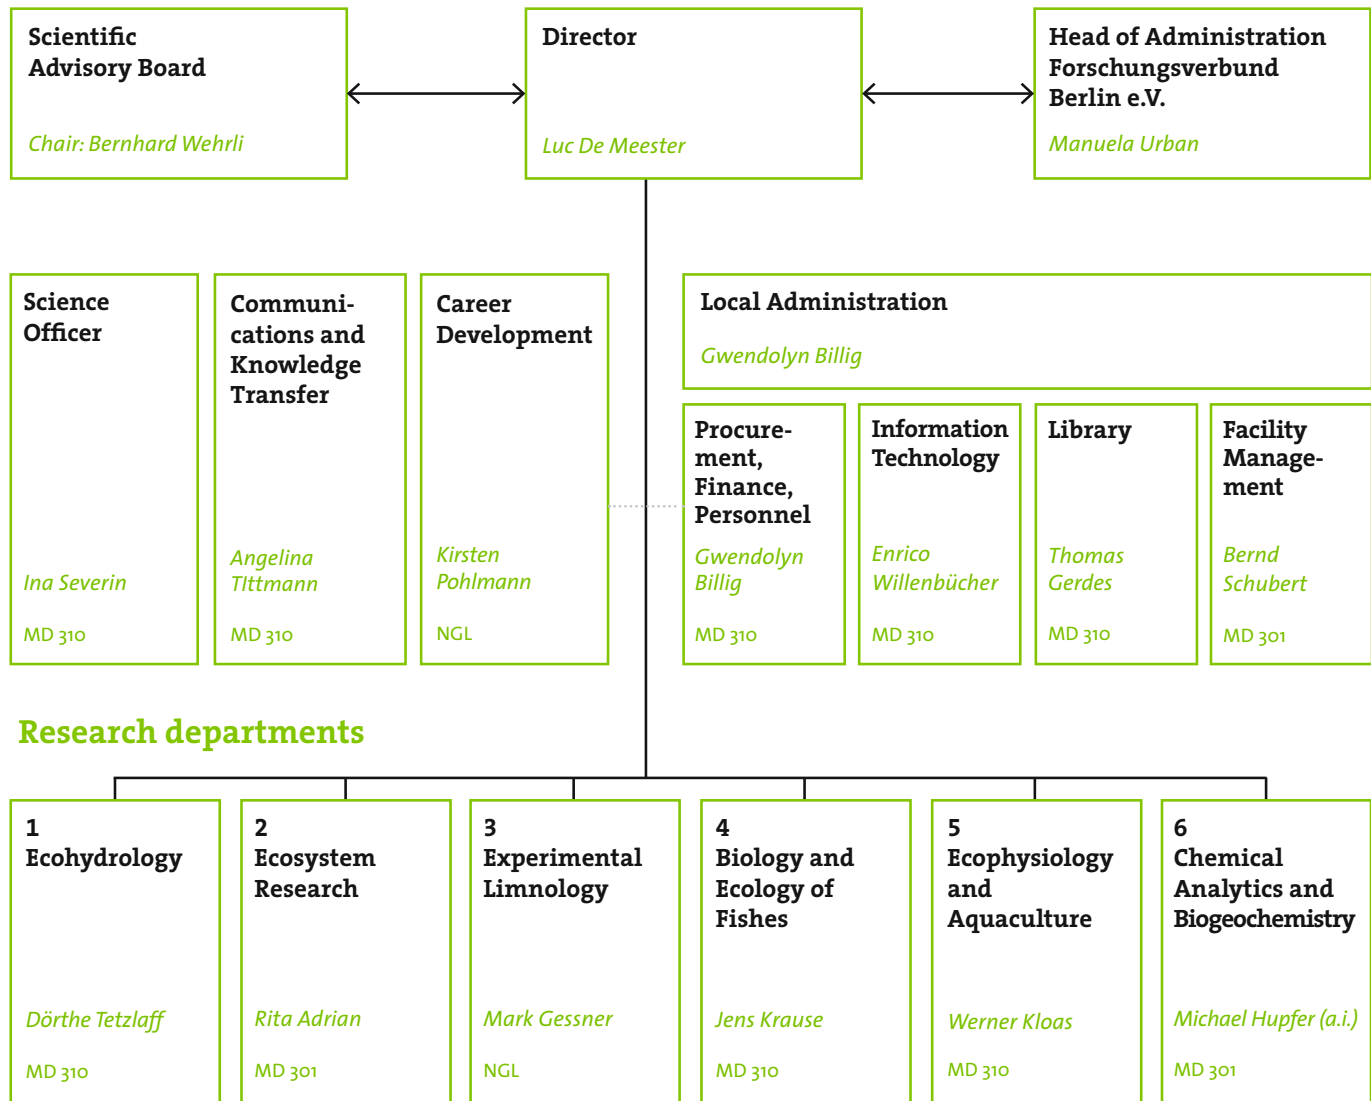 Scientific
Advisory Board
Chair: Bernhard Wehrli
Director
Luc De Meester
Head of Administration
Forschungsverbund
Berlin e.V.
Manuela Urban
Science
Officer
Ina Severin
MD 310
Communi-
cations and
Knowledge
Transfer
Angelina
TIttmann
MD 310
Career
Development
Kirsten
Pohlmann
NGL
Local Administration
Gwendolyn Billig
Procure-
ment,
Finance,
Personnel
Gwendolyn
Billig
MD 310
Information
Technology
Enrico
Willenbücher
MD 310
Library
Thomas
Gerdes
MD 310
Facility
Manage-
ment
Bernd
Schubert
MD 301
Research departments
1
Ecohydrology
Dörthe Tetzlaff
MD 310
2
Ecosystem
Research
Rita Adrian
MD 301
3
Experimental
Limnology
Mark Gessner
NGL
4
Biology and
Ecology of
Fishes
Jens Krause
MD 310
5
Ecophysiology
and
Aquaculture
Werner Kloas
MD 310
6
Chemical
Analytics and
Biogeochemistry
Michael Hupfer (a.i.)
MD 301